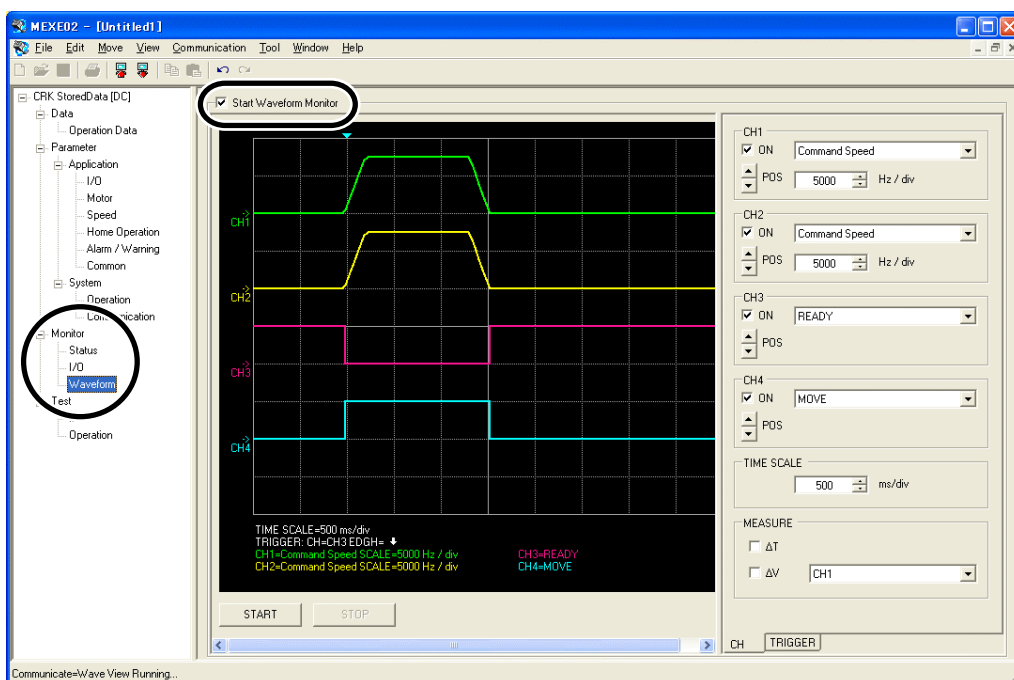 MEXE02 - [Untitled1]
File Edit Move View Communication Tool Window Help
CRK StoredData [DC]
Data
Operation Data
Parameter
Application
I/O
Motor
Speed
Home Operation
Alarm / Warning
Common
System
Operation
Communication
Monitor
Status
I/O
Waveform
Test
Operation
Start Waveform Monitor
CH1
CH2
CH3
CH4
TIME SCALE=500 ms/div
TRIGGER: CH=CH3 EDGH=
CH1=Command Speed SCALE=5000 Hz / div CH3=READY
CH2=Command Speed SCALE=5000 Hz / div CH4=MOVE
START STOP
CH1
ON Command Speed
POS 5000 Hz / div
CH2
ON Command Speed
POS 5000 Hz / div
CH3
ON READY
POS
CH4
ON MOVE
POS
TIME SCALE
500 ms/div
MEASURE
ΔT
ΔV CH1
CH TRIGGER
Communicate=Wave View Running...